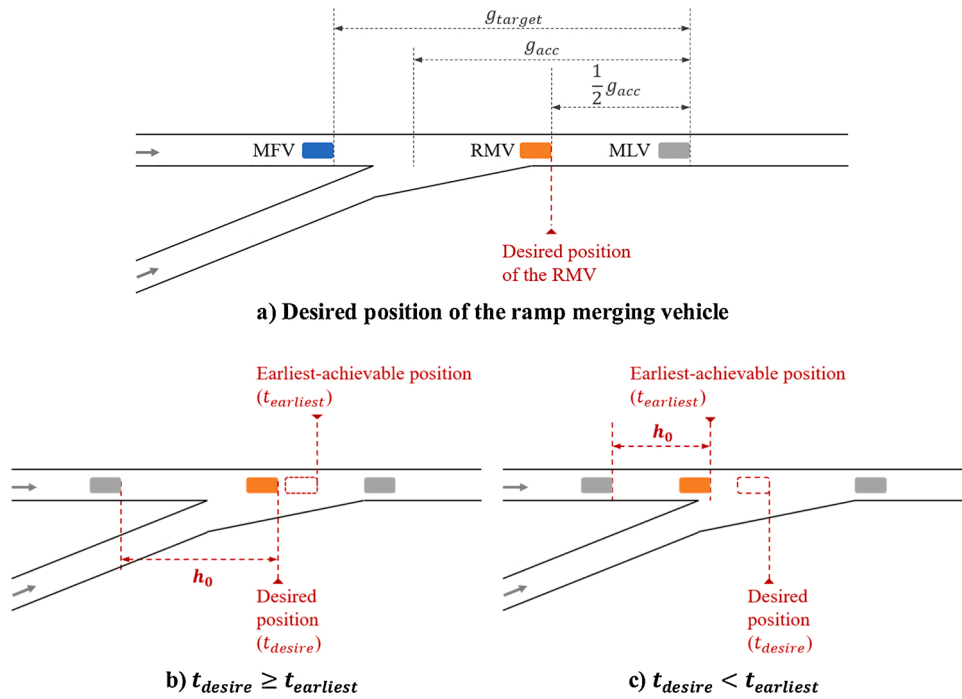 g_target
g_acc
1/2 g_acc
MFV RMV MLV
Desired position
of the RMV
a) Desired position of the ramp merging vehicle
Earliest-achievable position
(t_earliest)
h_0
Desired
position
(t_desire)
b) t_desire ≥ t_earliest
Earliest-achievable position
(t_earliest)
h_0
Desired
position
(t_desire)
c) t_desire < t_earliest